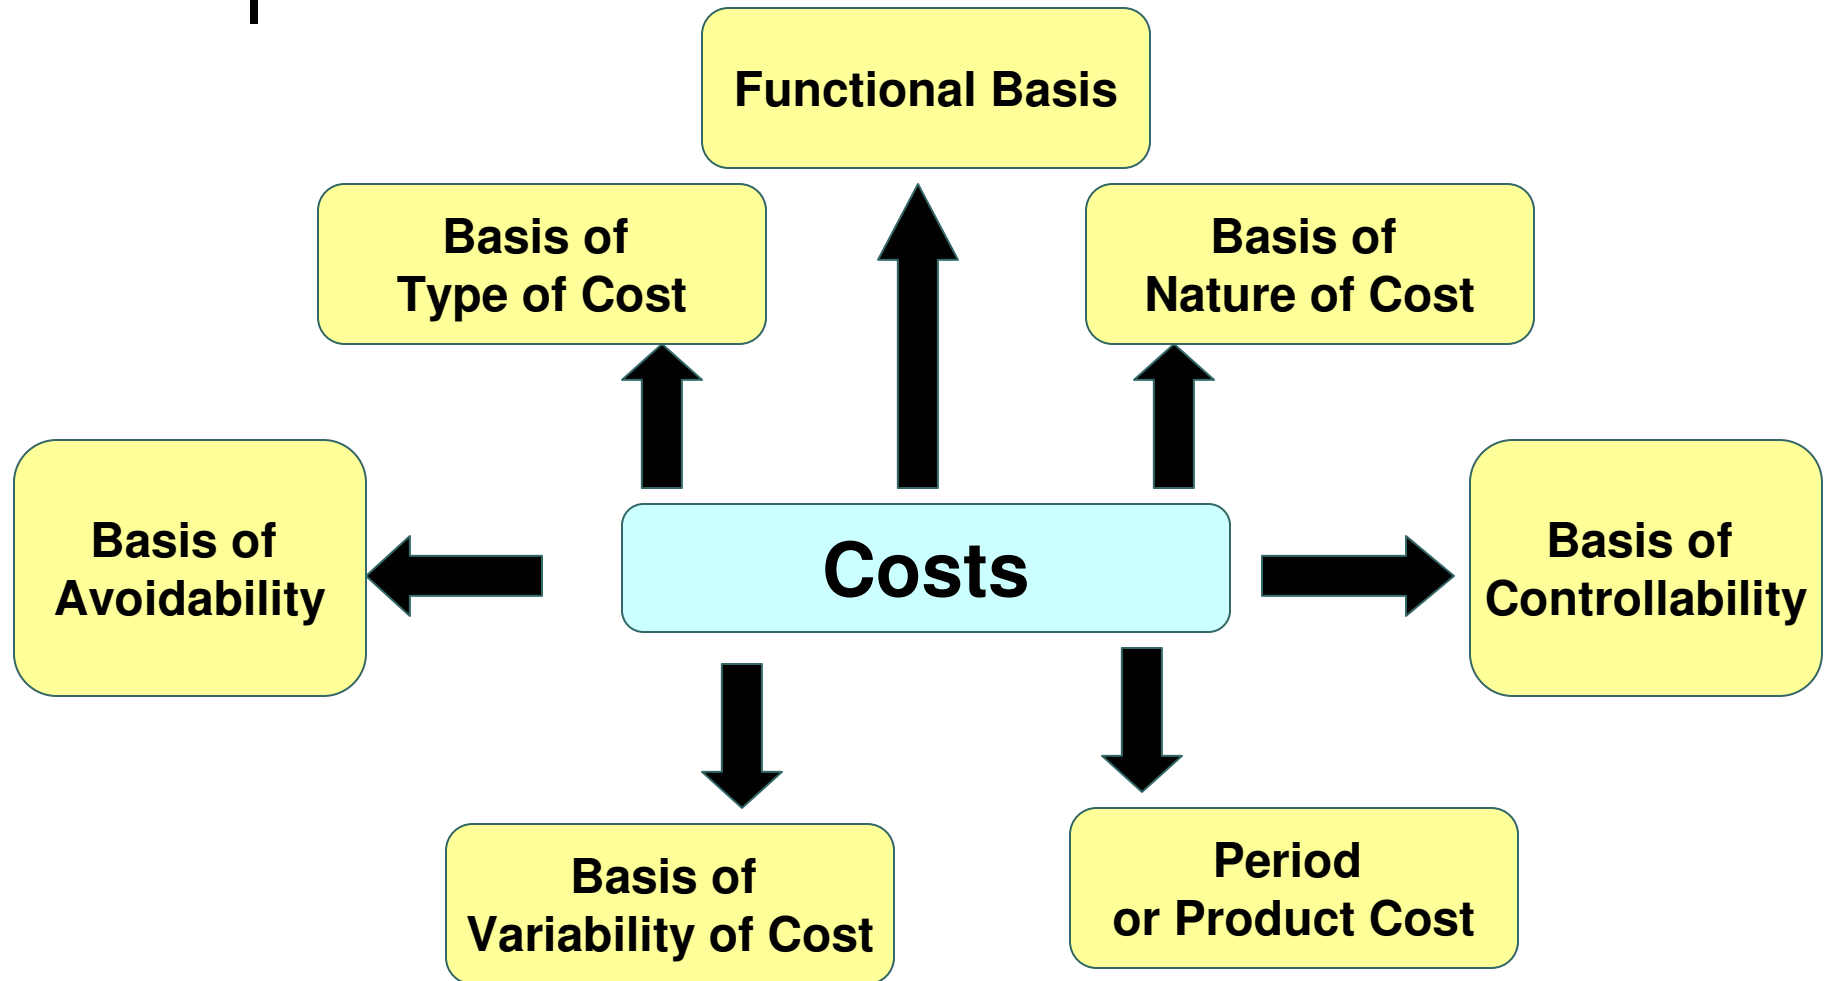 Functional Basis
Basis of
Type of Cost
Basis of
Nature of Cost
Basis of
Avoidability
Costs
Basis of
Controllability
Basis of
Variability of Cost
Period
or Product Cost